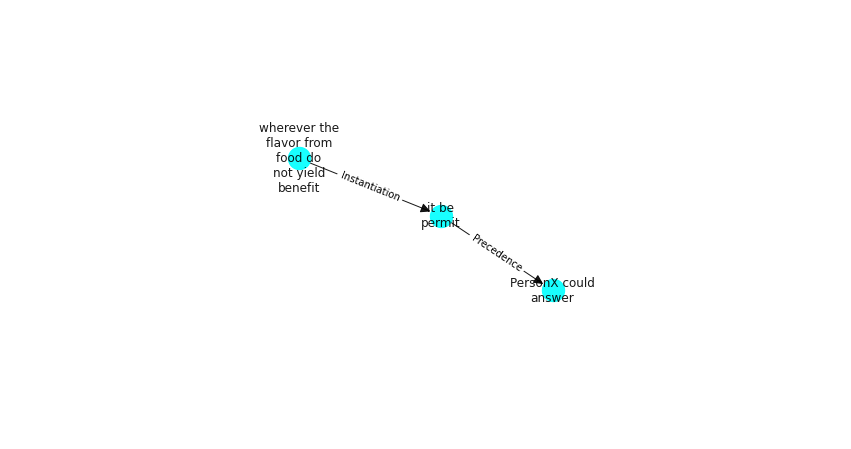 wherever the
flavor from
food do
not yield
benefit
Instantiation
it be
permit
Precedence
PersonX could
answer